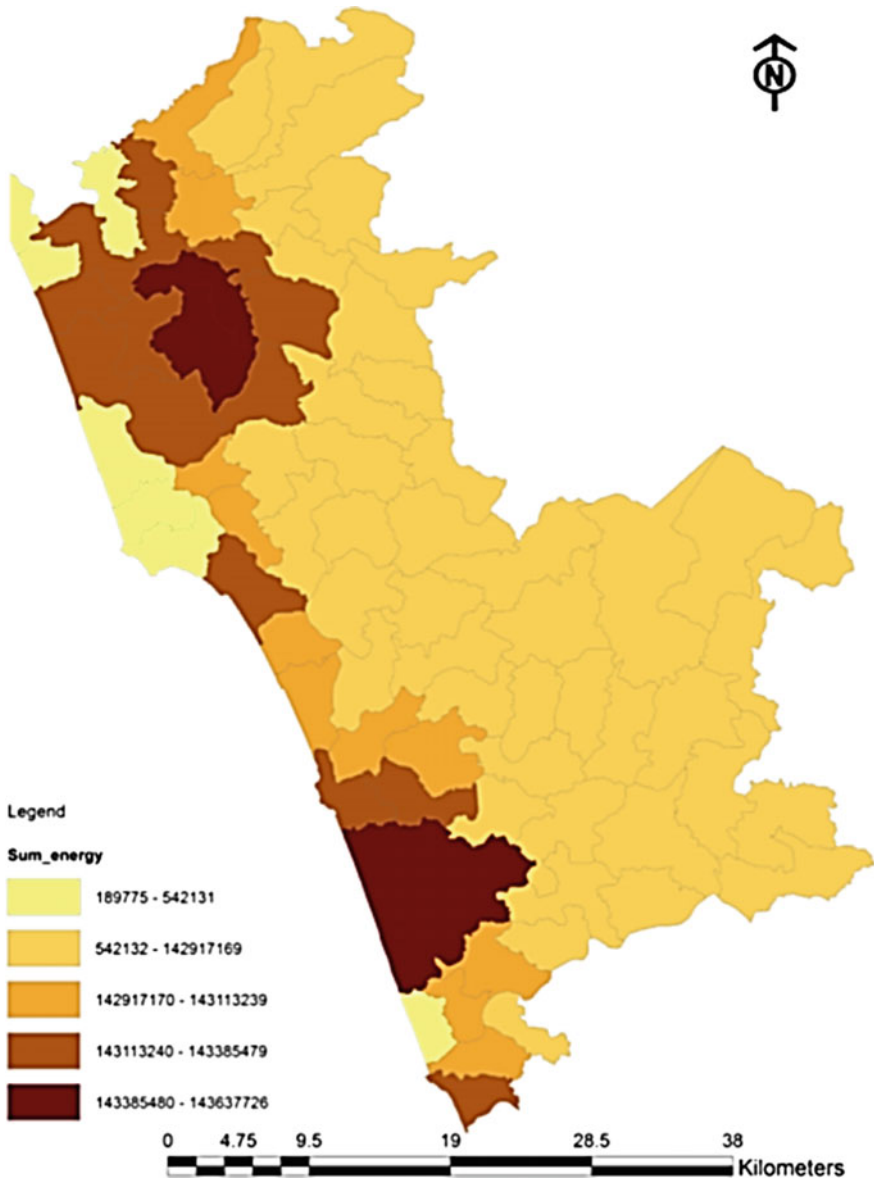 N
Legend
Sum_energy
189775 - 542131
542132 - 142917169
142917170 - 143113239
143113240 - 143385479
143385480 - 143637726
0 4.75 9.5 19 28.5 38
Kilometers